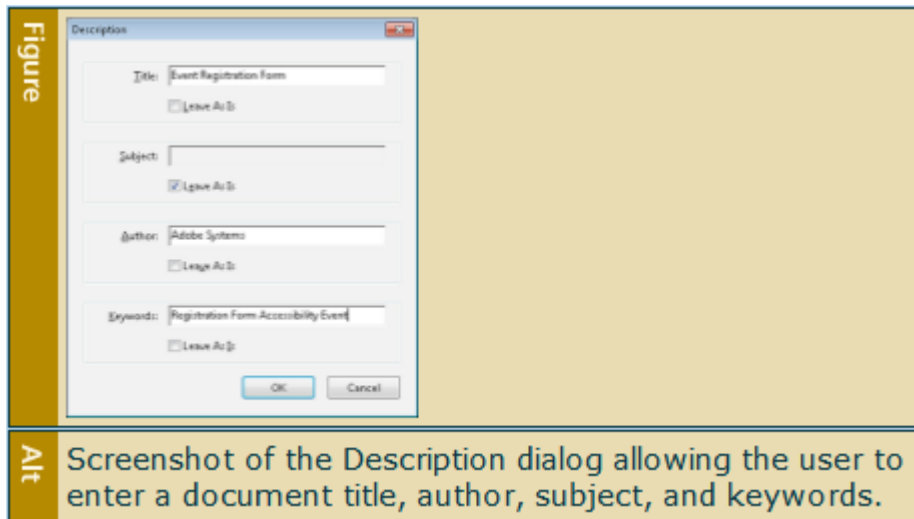 Figure
Description
Title: Event Registration Form
Leave As Is
Subject:
Leave As Is
Author: Adobe Systems
Leave As Is
Keywords: Registration Form Accessibility Event
Leave As Is
OK Cancel
Alt
Screenshot of the Description dialog allowing the user to
enter a document title, author, subject, and keywords.